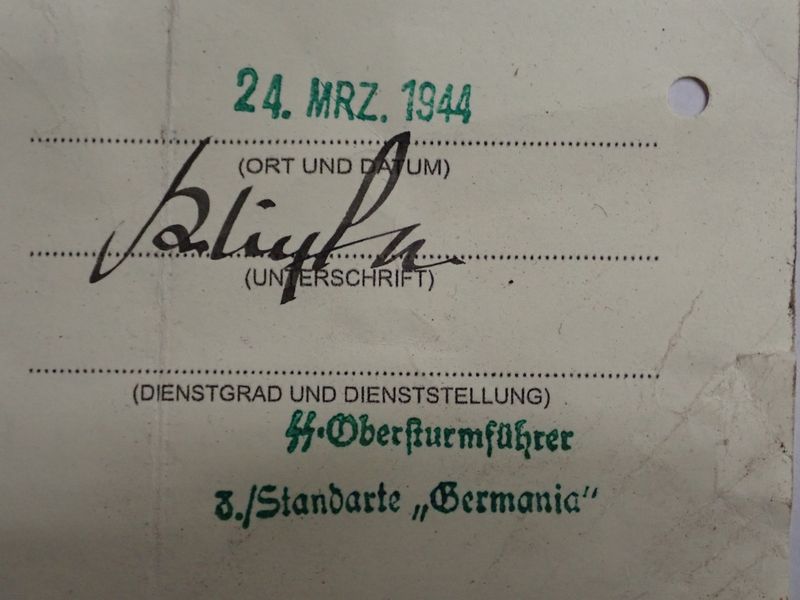 24. MRZ. 1944
(ORT UND DATUM)
(UNTERSCHRIFT)
(DIENSTGRAD UND DIENSTSTELLUNG)
ᛋᛋ-Obersturmführer
3./Standarte „Germania“